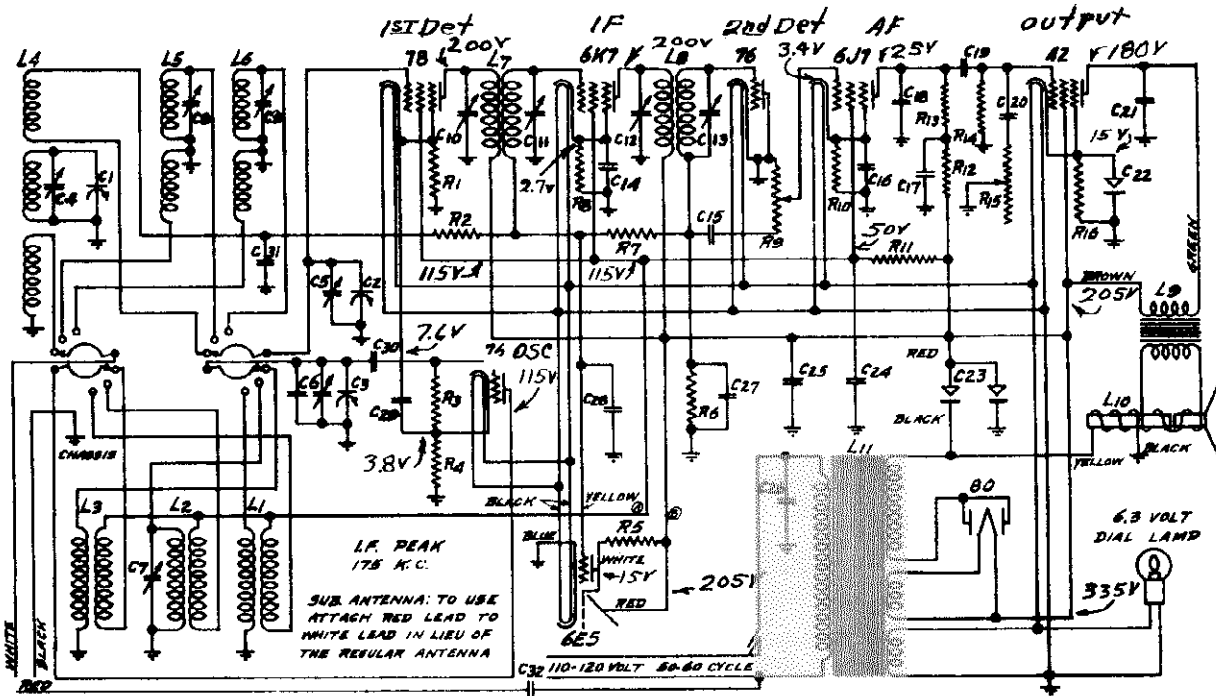 1ST Det IF 2nd Det AF output
L4 L5 L6 78 200V L7 6K7 200V L8 76 3.4V 6J7 25V C19 42 180V
C8 C9 C10 C11 C12 C13 C18 R13 R14 C20 C21
15V
C4 C1 R1 2.7V R8 C14 R10 C16 C17 R12 R15 C22
R2 C15 R9 R16
C31 R7 50V R11 GREEN
115V 115V
C5 C2 BROWN L9
205V
7.6V
C30 76 OSC RED
C6 C3 115V C25 C24 C23
C29 R3 C28 R6 C27 L10
BLACK
CHASSIS 3.8V R4 L11 YELLOW BLACK
BLACK YELLOW 80
L3 L2 L1 R5 6.3 VOLT
DIAL LAMP
BLUE
I.F. PEAK WHITE
C7 175 K.C. 15V
205V
SUB ANTENNA: TO USE RED 335V
ATTACH RED LEAD TO
WHITE LEAD IN LIEU OF 6E5
THE REGULAR ANTENNA
WHITE BLACK
RED C32 110-120 VOLT 50-60 CYCLE